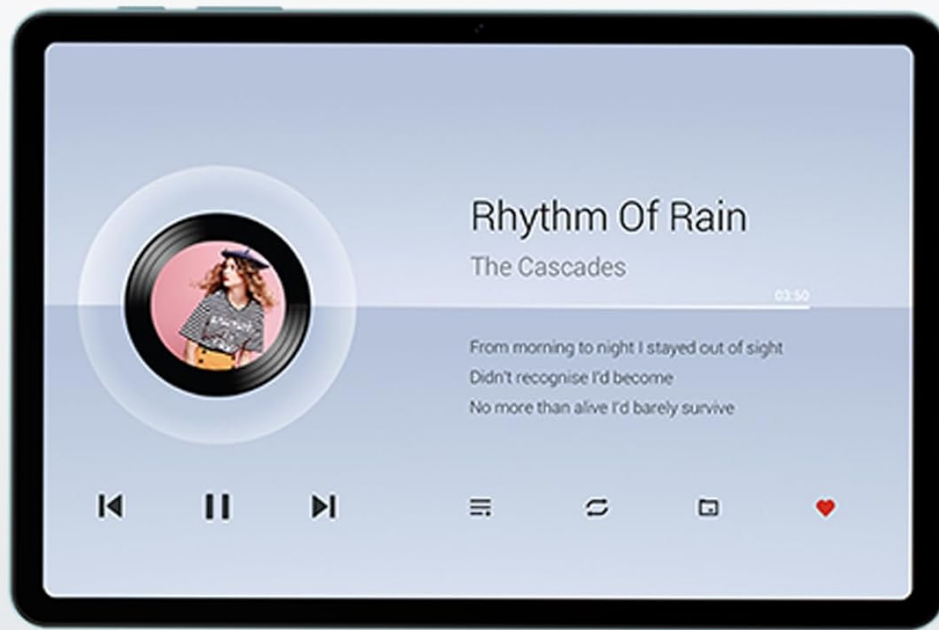 Rhythm Of Rain
The Cascades
03:50
From morning to night I stayed out of sight
Didn't recognise I'd become
No more than alive I'd barely survive